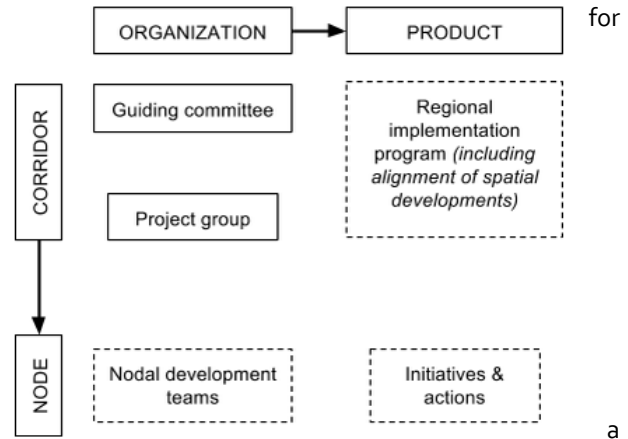 for
ORGANIZATION
PRODUCT
CORRIDOR
Guiding committee
Regional
implementation
program (including
alignment of spatial
developments)
Project group
NODE
Nodal development
teams
Initiatives &
actions
a